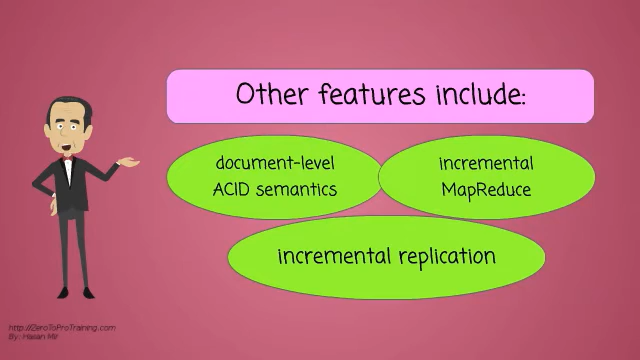 Other features include:
document-level
ACID semantics
incremental
MapReduce
incremental replication
http://ZeroToProTraining.com
By: Hasan Mir